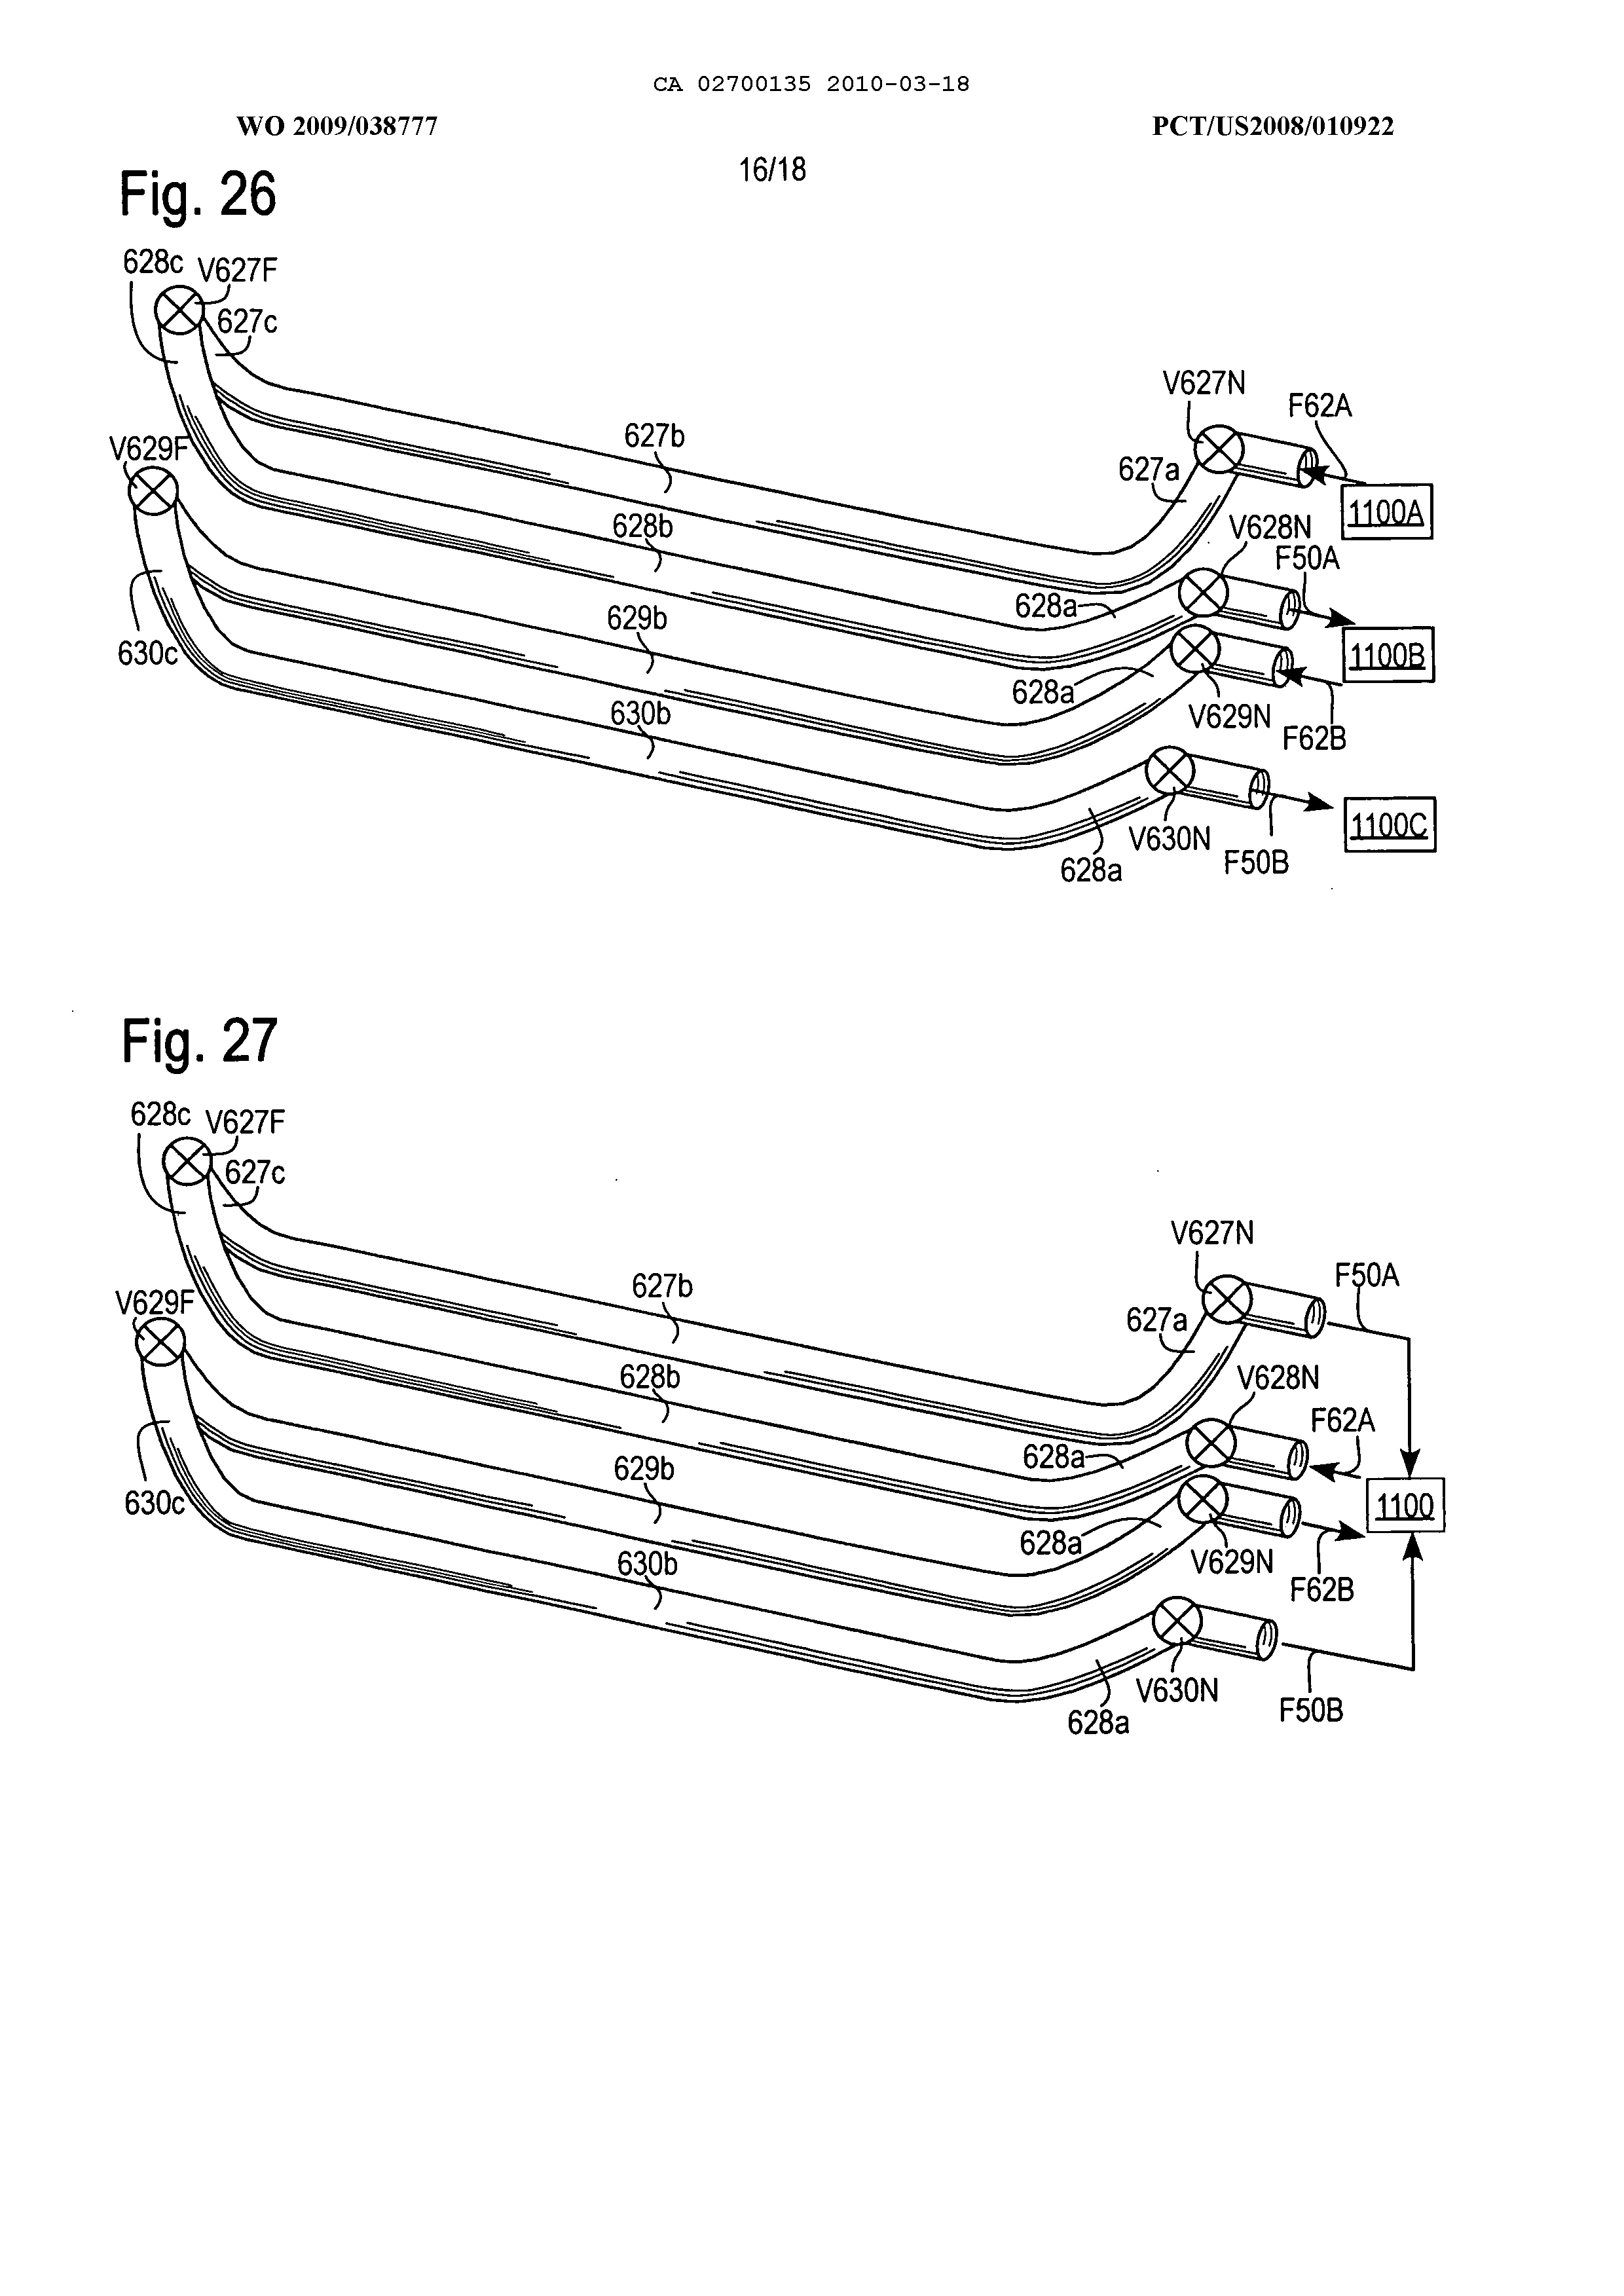 CA 02700135 2010-03-18
WO 2009/038777
PCT/US2008/010922
16/18
Fig. 26
628c
V627F
627c
V629F
627b
628b
629b
630b
630c
V627N
F62A
627a
1100A
V628N
F50A
628a
1100B
628a
V629N
F62B
V630N
628a
F50B
1100C
Fig. 27
628c
V627F
627c
V629F
627b
628b
629b
630b
630c
V627N
F50A
627a
V628N
F62A
628a
1100
628a
V629N
F62B
V630N
628a
F50B